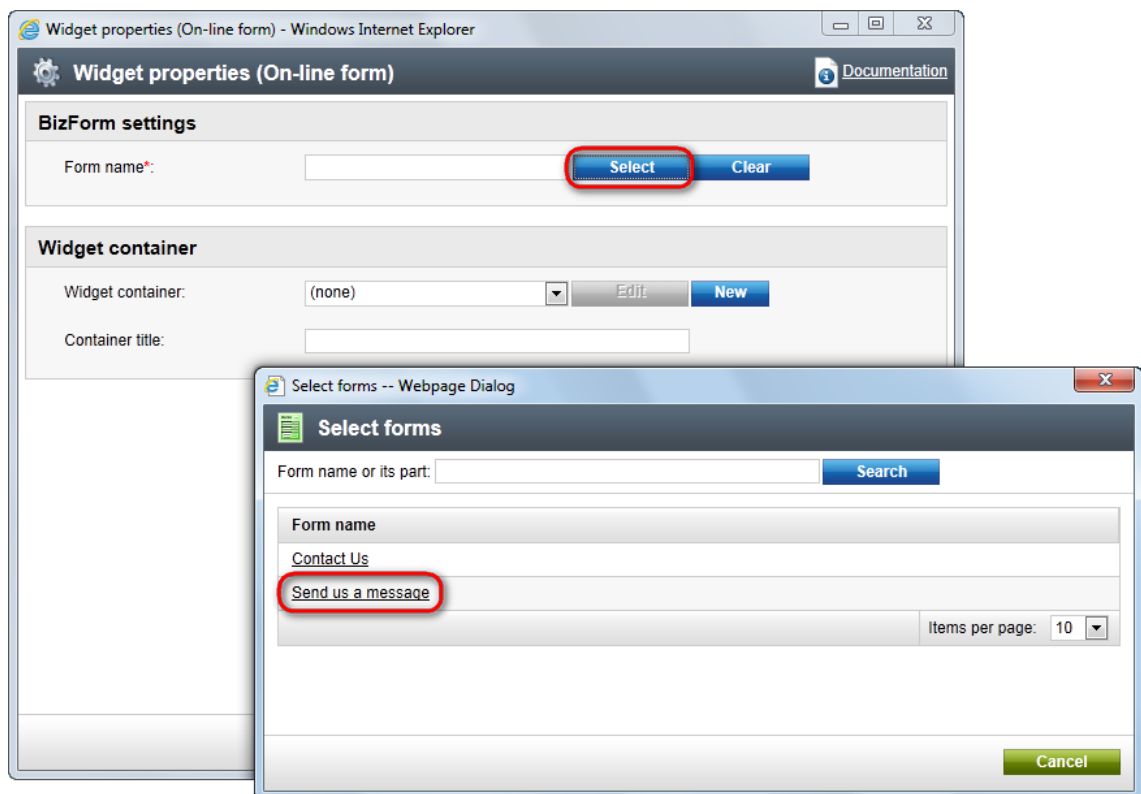 Widget properties (On-line form) - Windows Internet Explorer
Widget properties (On-line form) Documentation
BizForm settings
Form name*: Select Clear
Widget container
Widget container: (none) Edit New
Container title:
Select forms -- Webpage Dialog
Select forms
Form name or its part: Search
Form name
Contact Us
Send us a message
Items per page: 10
Cancel